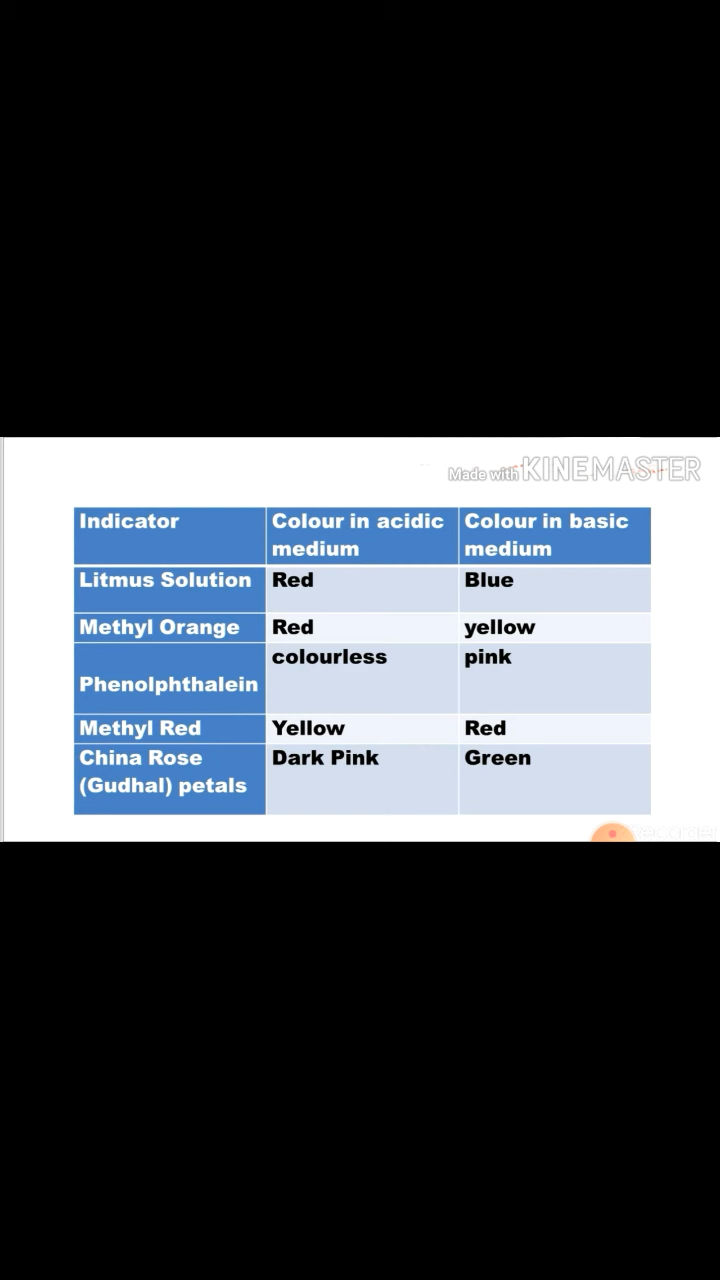 Made with KINEMASTER
Indicator
Colour in acidic
medium
Colour in basic
medium
Litmus Solution
Red
Blue
Methyl Orange
Red
yellow
Phenolphthalein
colourless
pink
Methyl Red
Yellow
Red
China Rose
(Gudhal) petals
Dark Pink
Green